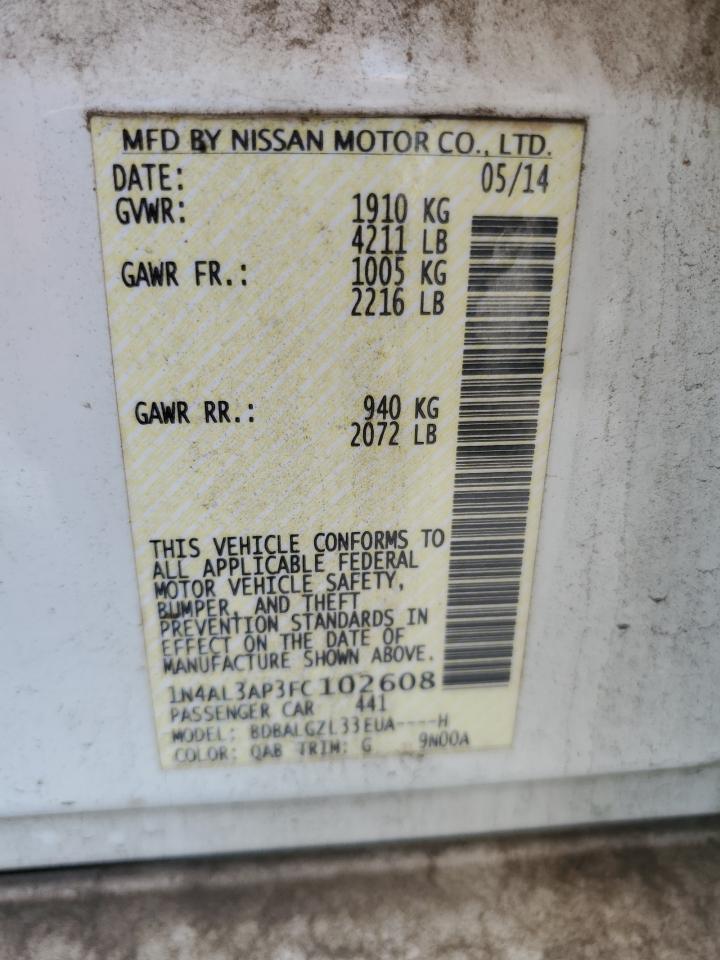 MFD BY NISSAN MOTOR CO., LTD.
DATE: 05/14
GVWR: 1910 KG
4211 LB
GAWR FR.: 1005 KG
2216 LB
GAWR RR.: 940 KG
2072 LB
THIS VEHICLE CONFORMS TO
ALL APPLICABLE FEDERAL
MOTOR VEHICLE SAFETY,
BUMPER, AND THEFT
PREVENTION STANDARDS IN
EFFECT ON THE DATE OF
MANUFACTURE SHOWN ABOVE.
1N4AL3AP3FC102608
PASSENGER CAR 441
MODEL: BDBALGZL33EUA----H
COLOR: QAB TRIM: G 9N00A